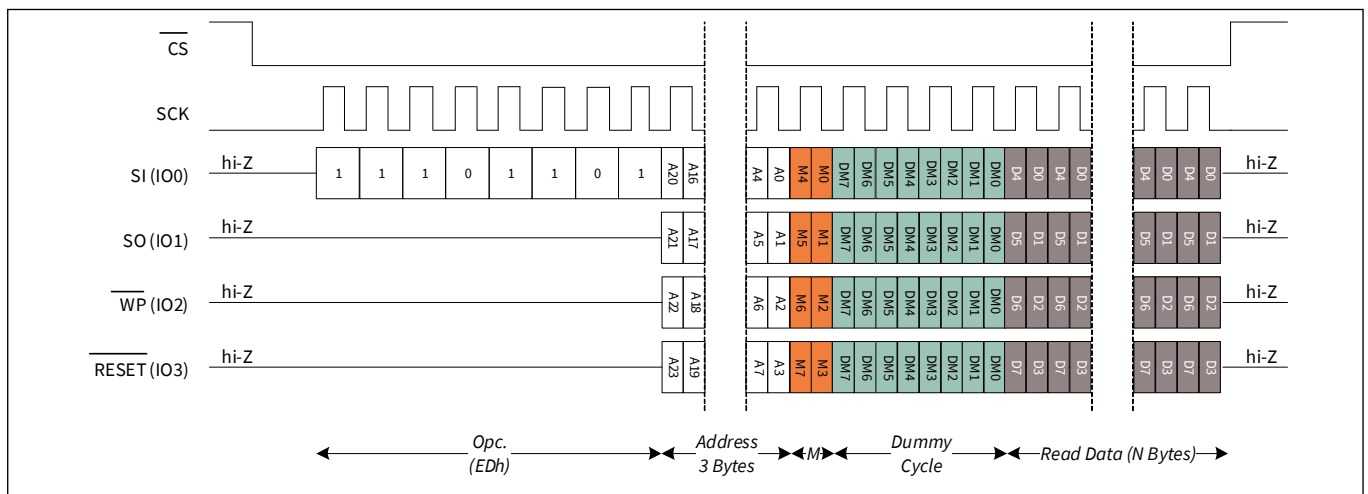 CS
SCK
SI (IO0) hi-Z 1 1 1 0 1 1 0 1 A20 A16 A4 A0 M4 M0 DM7 DM6 DM5 DM4 DM3 DM2 DM1 DM0 D4 D0 D4 D0 D4 D0 D4 D0 hi-Z
SO (IO1) hi-Z A21 A17 A5 A1 M5 M1 DM7 DM6 DM5 DM4 DM3 DM2 DM1 DM0 D5 D1 D5 D1 D5 D1 D5 D1 hi-Z
WP (IO2) hi-Z A22 A18 A6 A2 M6 M2 DM7 DM6 DM5 DM4 DM3 DM2 DM1 DM0 D6 D2 D6 D2 D6 D2 D6 D2 hi-Z
RESET (IO3) hi-Z A23 A19 A7 A3 M7 M3 DM7 DM6 DM5 DM4 DM3 DM2 DM1 DM0 D7 D3 D7 D3 D7 D3 D7 D3 hi-Z
Opc. Address M Dummy Read Data (N Bytes)
(EDh) 3 Bytes Cycle